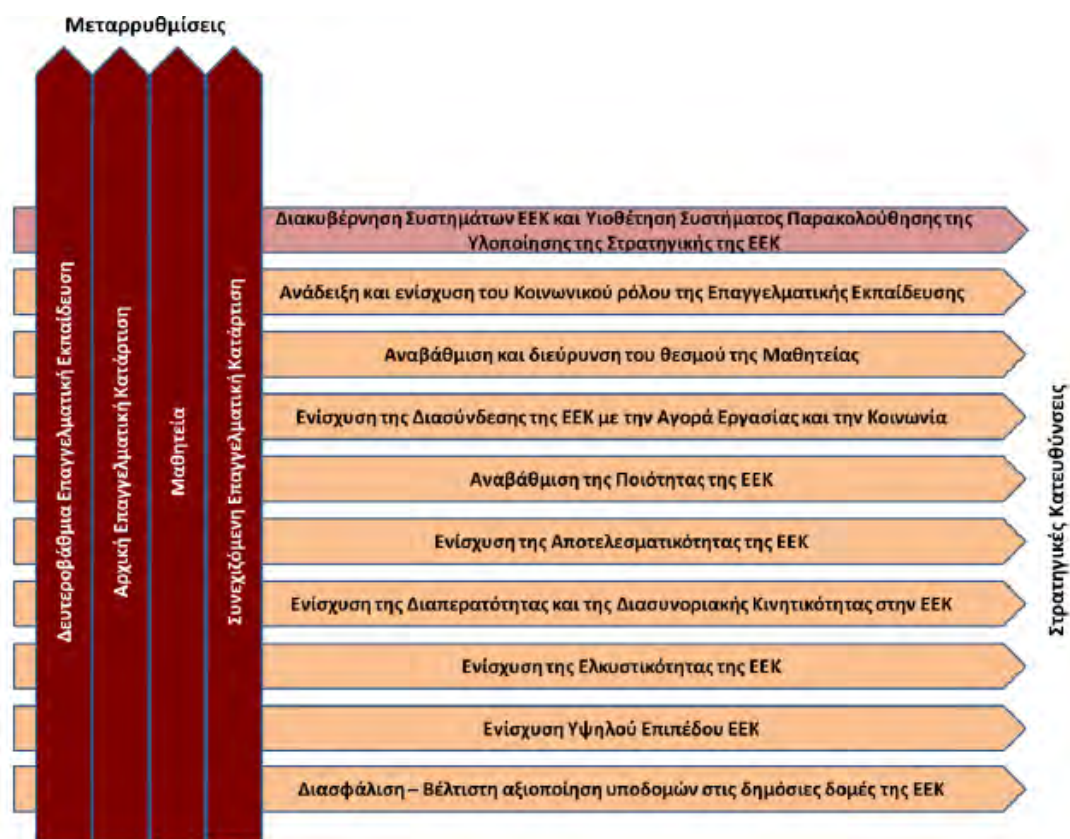 Μεταρρυθμίσεις
Δευτεροβάθμια Επαγγελματική Εκπαίδευση
Αρχική Επαγγελματική Κατάρτιση
Μαθητεία
Συνεχιζόμενη Επαγγελματική Κατάρτιση
Διακυβέρνηση Συστημάτων ΕΕΚ και Υιοθέτηση Συστήματος Παρακολούθησης της
Υλοποίησης της Στρατηγικής της ΕΕΚ
Ανάδειξη και ενίσχυση του Κοινωνικού ρόλου της Επαγγελματικής Εκπαίδευσης
Αναβάθμιση και διεύρυνση του θεσμού της Μαθητείας
Ενίσχυση της Διασύνδεσης της ΕΕΚ με την Αγορά Εργασίας και την Κοινωνία
Αναβάθμιση της Ποιότητας της ΕΕΚ
Ενίσχυση της Αποτελεσματικότητας της ΕΕΚ
Ενίσχυση της Διαπερατότητας και της Διασυνοριακής Κινητικότητας στην ΕΕΚ
Ενίσχυση της Ελκυστικότητας της ΕΕΚ
Ενίσχυση Υψηλού Επιπέδου ΕΕΚ
Διασφάλιση – Βέλτιστη αξιοποίηση υποδομών στις δημόσιες δομές της ΕΕΚ
Στρατηγικές Κατευθύνσεις